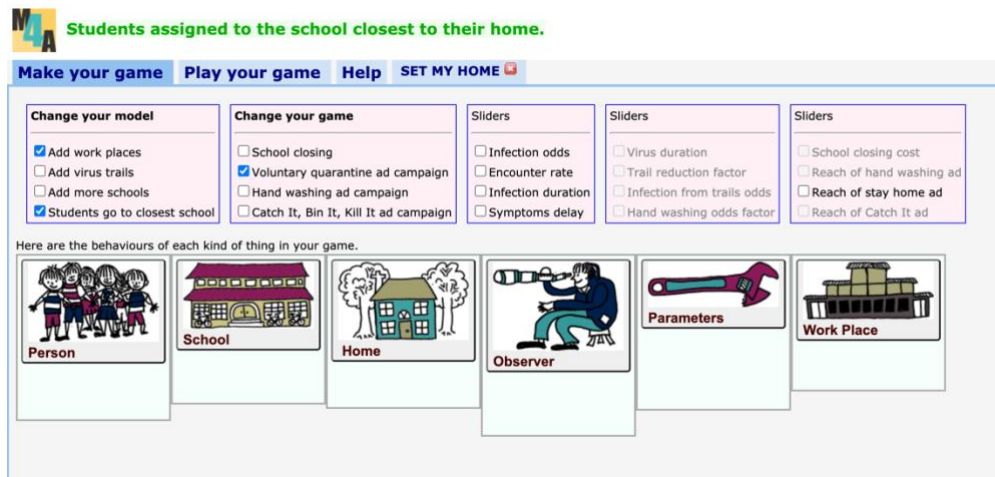 M4A
Students assigned to the school closest to their home.
Make your game
Play your game
Help
SET MY HOME
Change your model
Add work places
Add virus trails
Add more schools
Students go to closest school
Change your game
School closing
Voluntary quarantine ad campaign
Hand washing ad campaign
Catch It, Bin It, Kill It ad campaign
Sliders
Infection odds
Encounter rate
Infection duration
Symptoms delay
Sliders
Virus duration
Trail reduction factor
Infection from trails odds
Hand washing odds factor
Sliders
School closing cost
Reach of hand washing ad
Reach of stay home ad
Reach of Catch It ad
Here are the behaviours of each kind of thing in your game.
Person
School
Home
Observer
Parameters
Work Place